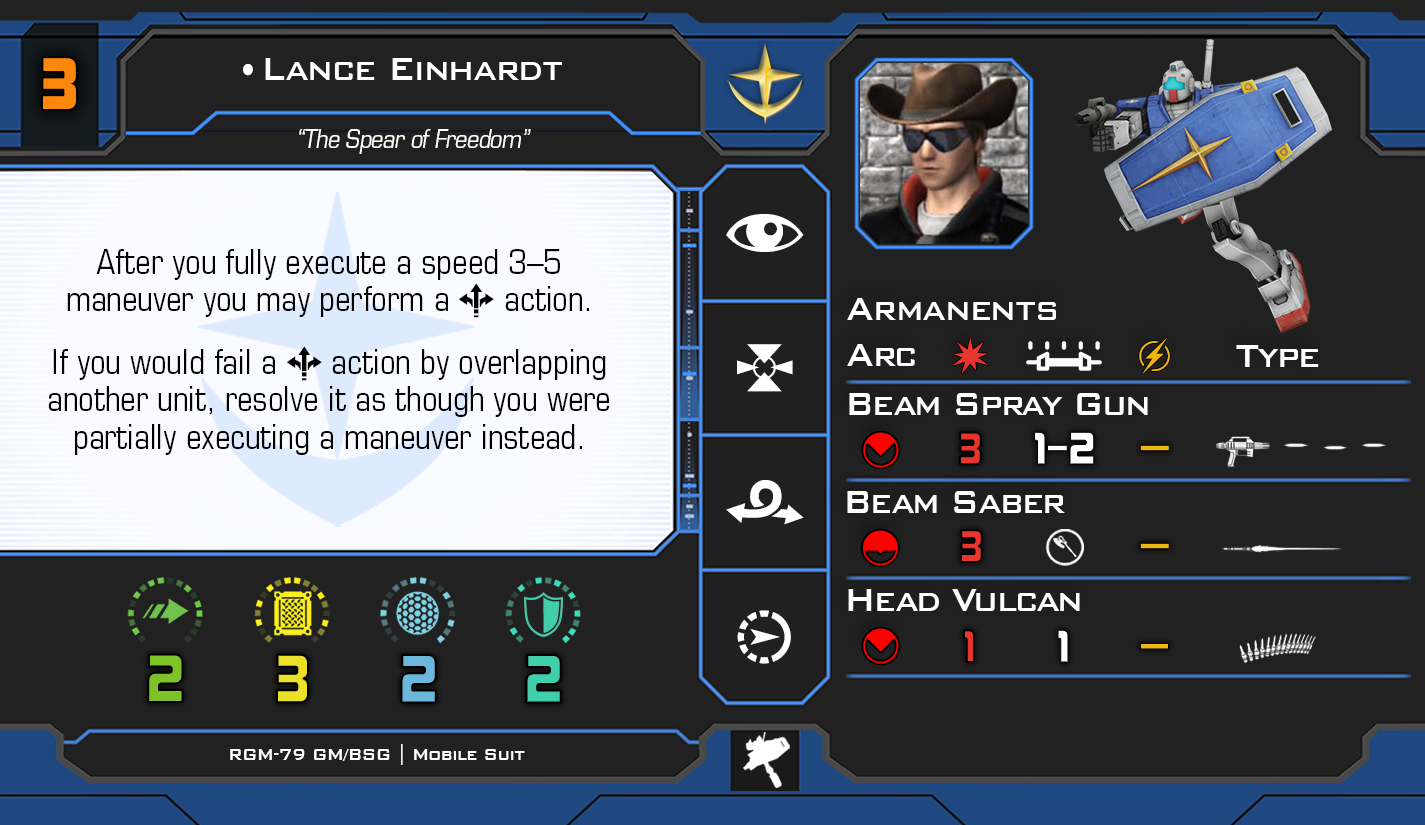 3
• Lance Einhardt
“The Spear of Freedom”
After you fully execute a speed 3–5
maneuver you may perform a action.
If you would fail a action by overlapping
another unit, resolve it as though you were
partially executing a maneuver instead.
2 3 2 2
RGM-79 GM/BSG | Mobile Suit
Armanents
Arc Type
Beam Spray Gun
3 1–2 –
Beam Saber
3 –
Head Vulcan
1 1 –